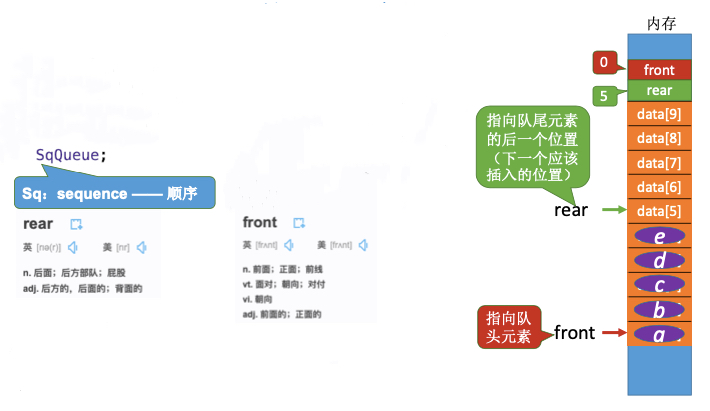 SqQueue;
Sq：sequence —— 顺序
rear
英 [rɪə(r)] 美 [rɪr]
n. 后面；后方部队；屁股
adj. 后方的，后面的；背面的
front
英 [frʌnt] 美 [frʌnt]
n. 前面；正面；前线
vt. 面对；朝向；对付
vi. 朝向
adj. 前面的；正面的
内存
0
front
5
rear
data[9]
data[8]
data[7]
data[6]
data[5]
指向队尾元素
的后一个位置
（下一个应该
插入的位置）
rear
e
d
c
b
a
指向队
头元素
front